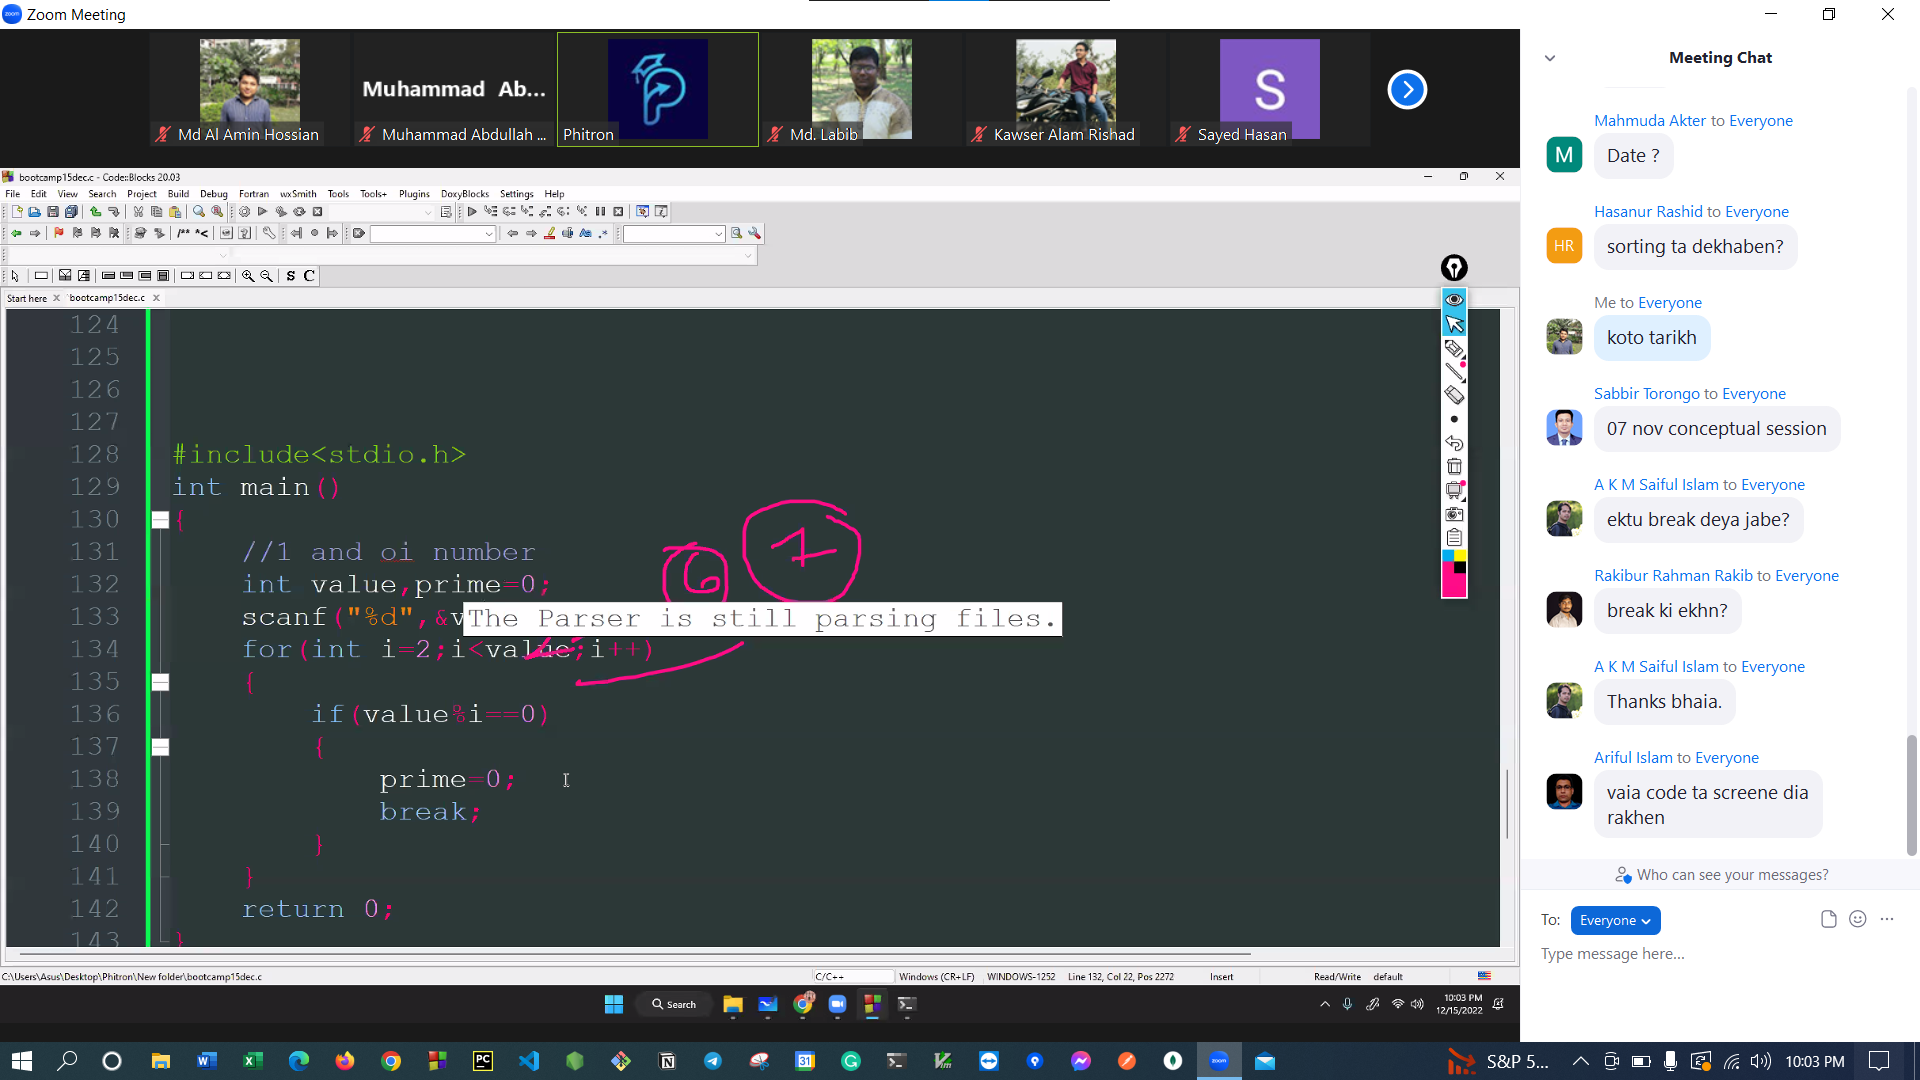 Zoom Meeting
Muhammad Ab...
S
Md Al Amin Hossian
Muhammad Abdullah ...
Phitron
Md. Labib
Kawser Alam Rishad
Sayed Hasan
bootcamp15dec.c - Code::Blocks 20.03
File Edit View Search Project Build Debug Fortran wxSmith Tools Tools+ Plugins DoxyBlocks Settings Help
Start here
*bootcamp15dec.c
124
125
126
127
128 #include<stdio.h>
129 int main()
130 {
131 //1 and oi number
132 int value,prime=0;
133 scanf("%d",&v
The Parser is still parsing files.
134 for(int i=2;i<value;i++)
135 {
136 if(value%i==0)
137 {
138 prime=0;
139 break;
140 }
141 }
142 return 0;
143 }
6
7
C:\Users\Asus\Desktop\Phitron\New folder\bootcamp15dec.c
C/C++
Windows (CR+LF)
WINDOWS-1252
Line 132, Col 22, Pos 2272
Insert
Read/Write
default
Search
10:03 PM
12/15/2022
Meeting Chat
Mahmuda Akter to Everyone
M
Date ?
Hasanur Rashid to Everyone
HR
sorting ta dekhaben?
Me to Everyone
koto tarikh
Sabbir Torongo to Everyone
07 nov conceptual session
A K M Saiful Islam to Everyone
ektu break deya jabe?
Rakibur Rahman Rakib to Everyone
break ki ekhn?
A K M Saiful Islam to Everyone
Thanks bhaia.
Ariful Islam to Everyone
vaia code ta screene dia
rakhen
Who can see your messages?
To: Everyone
Type message here...
S&P 5...
10:03 PM